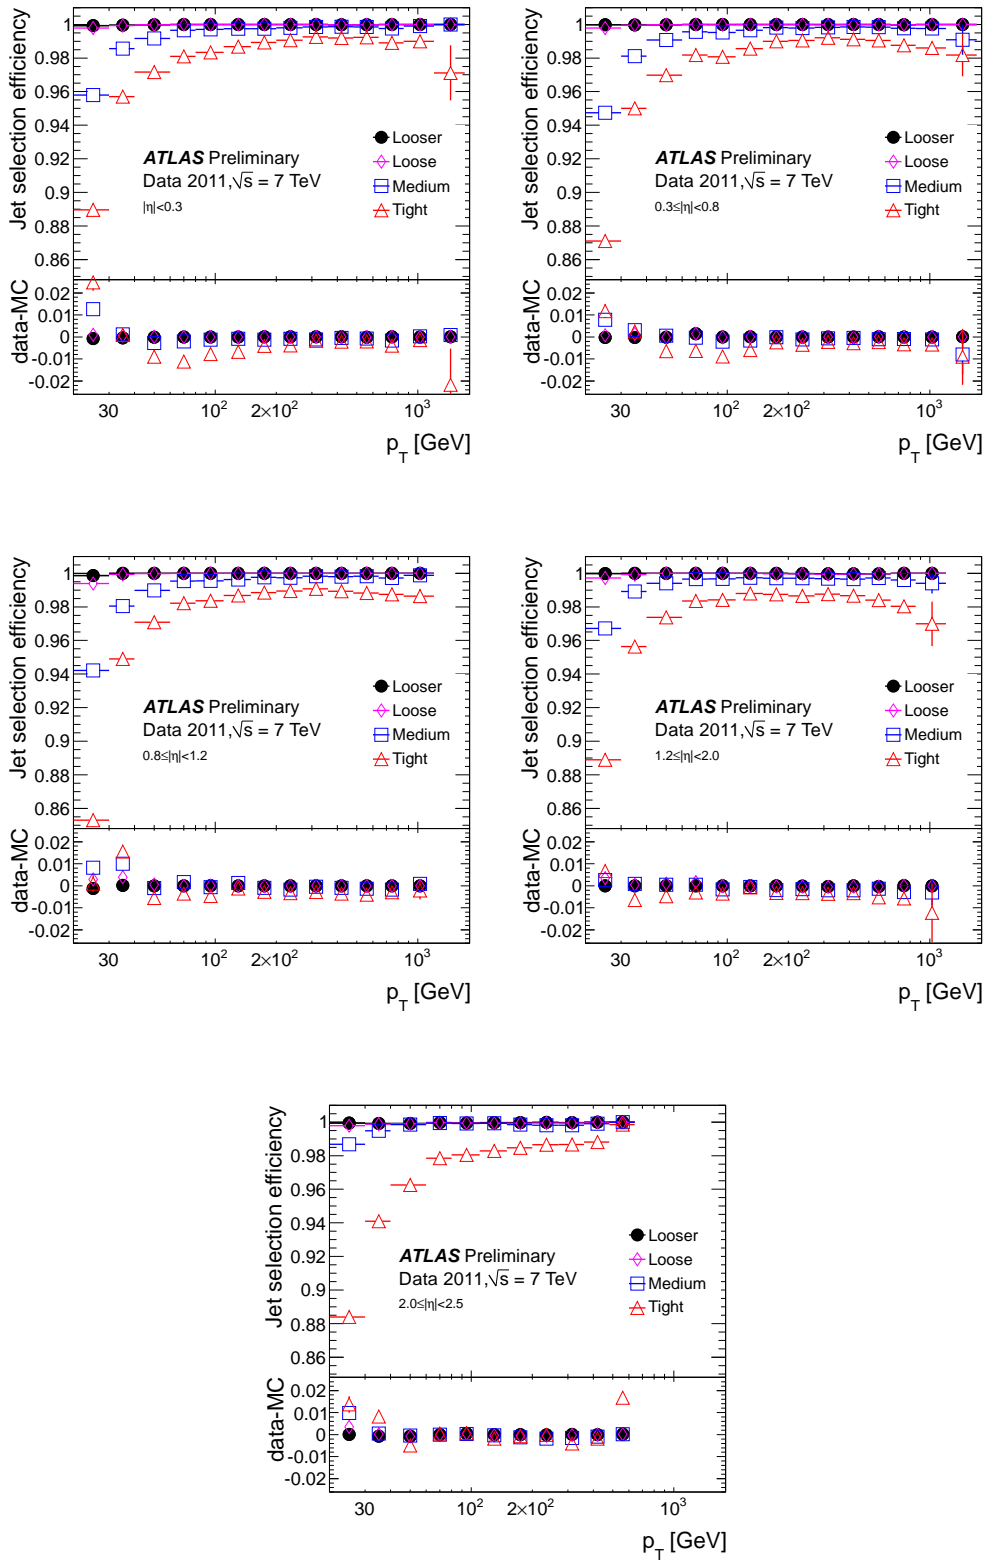 Jet selection efficiency
1
0.98
0.96
0.94
0.92
0.9
0.88
0.86
Looser
Loose
Medium
Tight
ATLAS Preliminary
Data 2011,√s = 7 TeV
|η|<0.3
data-MC
0.02
0.01
0
-0.01
-0.02
30
10²
2×10²
10³
p_T [GeV]
Jet selection efficiency
1
0.98
0.96
0.94
0.92
0.9
0.88
0.86
Looser
Loose
Medium
Tight
ATLAS Preliminary
Data 2011,√s = 7 TeV
0.3≤|η|<0.8
data-MC
0.02
0.01
0
-0.01
-0.02
30
10²
2×10²
10³
p_T [GeV]
Jet selection efficiency
1
0.98
0.96
0.94
0.92
0.9
0.88
0.86
Looser
Loose
Medium
Tight
ATLAS Preliminary
Data 2011,√s = 7 TeV
0.8≤|η|<1.2
data-MC
0.02
0.01
0
-0.01
-0.02
30
10²
2×10²
10³
p_T [GeV]
Jet selection efficiency
1
0.98
0.96
0.94
0.92
0.9
0.88
0.86
Looser
Loose
Medium
Tight
ATLAS Preliminary
Data 2011,√s = 7 TeV
1.2≤|η|<2.0
data-MC
0.02
0.01
0
-0.01
-0.02
30
10²
2×10²
10³
p_T [GeV]
Jet selection efficiency
1
0.98
0.96
0.94
0.92
0.9
0.88
0.86
Looser
Loose
Medium
Tight
ATLAS Preliminary
Data 2011,√s = 7 TeV
2.0≤|η|<2.5
data-MC
0.02
0.01
0
-0.01
-0.02
30
10²
2×10²
10³
p_T [GeV]